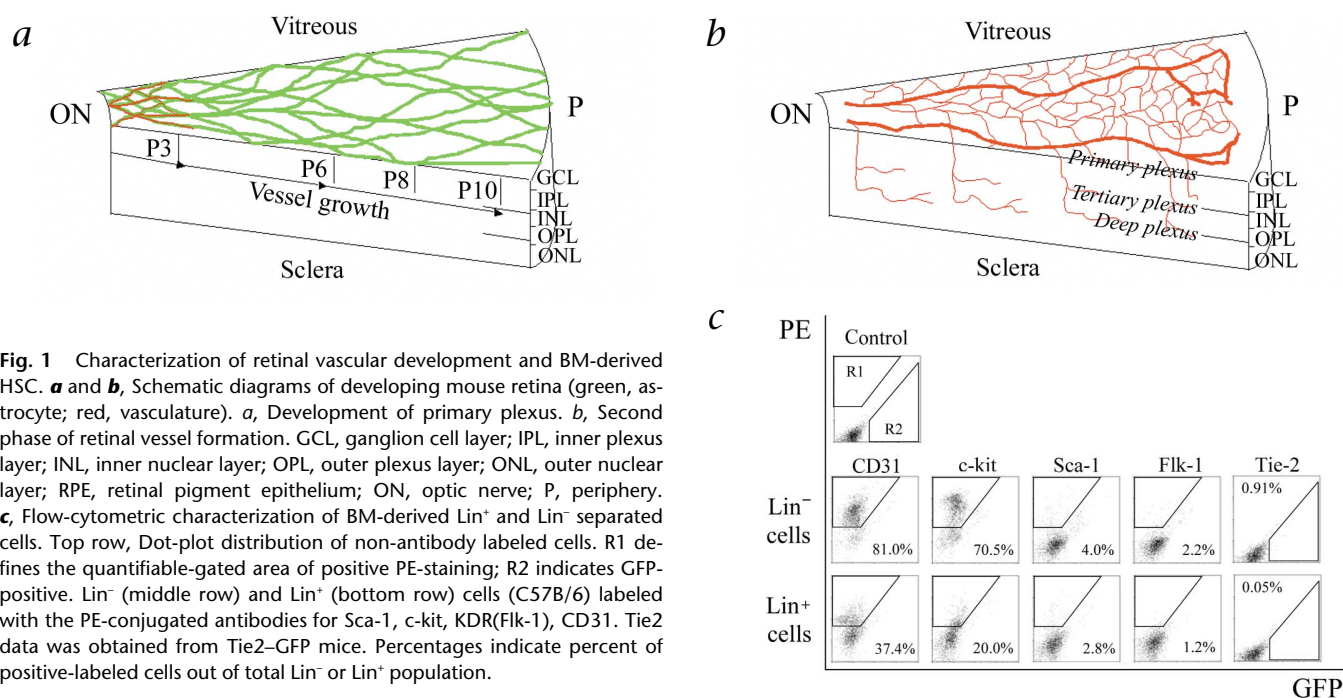 a
Vitreous
ON
P
P3
P6
P8
P10
Vessel growth
GCL
IPL
INL
OPL
ONL
Sclera
b
Vitreous
ON
P
Primary plexus
Tertiary plexus
Deep plexus
GCL
IPL
INL
OPL
ONL
Sclera
Fig. 1 Characterization of retinal vascular development and BM-derived
HSC. a and b, Schematic diagrams of developing mouse retina (green, as-
trocyte; red, vasculature). a, Development of primary plexus. b, Second
phase of retinal vessel formation. GCL, ganglion cell layer; IPL, inner plexus
layer; INL, inner nuclear layer; OPL, outer plexus layer; ONL, outer nuclear
layer; RPE, retinal pigment epithelium; ON, optic nerve; P, periphery.
c, Flow-cytometric characterization of BM-derived Lin⁺ and Lin⁻ separated
cells. Top row, Dot-plot distribution of non-antibody labeled cells. R1 de-
fines the quantifiable-gated area of positive PE-staining; R2 indicates GFP-
positive. Lin⁻ (middle row) and Lin⁺ (bottom row) cells (C57B/6) labeled
with the PE-conjugated antibodies for Sca-1, c-kit, KDR(Flk-1), CD31. Tie2
data was obtained from Tie2–GFP mice. Percentages indicate percent of
positive-labeled cells out of total Lin⁻ or Lin⁺ population.
c
PE
Control
R1
R2
CD31 c-kit Sca-1 Flk-1 Tie-2
Lin⁻
cells
81.0% 70.5% 4.0% 2.2% 0.91%
Lin⁺
cells
37.4% 20.0% 2.8% 1.2% 0.05%
GFP